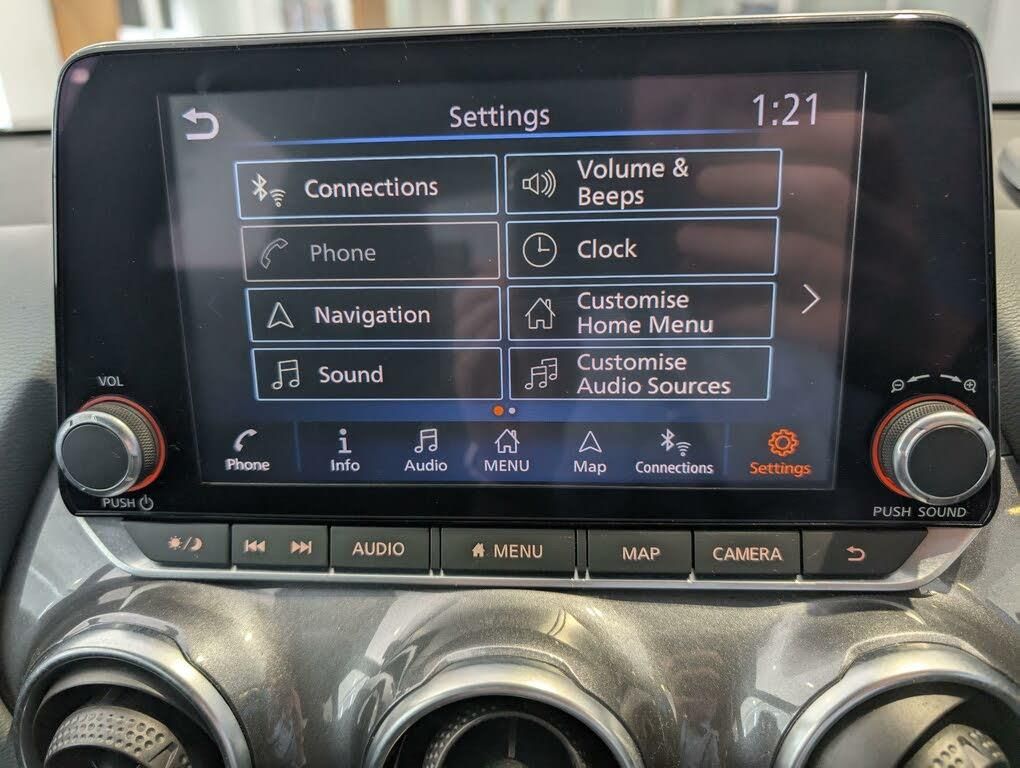 Settings
1:21
Connections
Volume &
Beeps
Phone
Clock
Navigation
Customise
Home Menu
Sound
Customise
Audio Sources
VOL
Phone
Info
Audio
MENU
Map
Connections
Settings
PUSH
PUSH SOUND
AUDIO
MENU
MAP
CAMERA